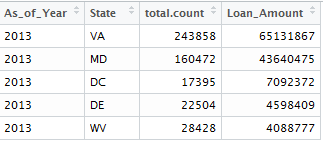 As_of_Year State total.count Loan_Amount
2013 VA 243858 65131867
2013 MD 160472 43640475
2013 DC 17395 7092372
2013 DE 22504 4598409
2013 WV 28428 4088777